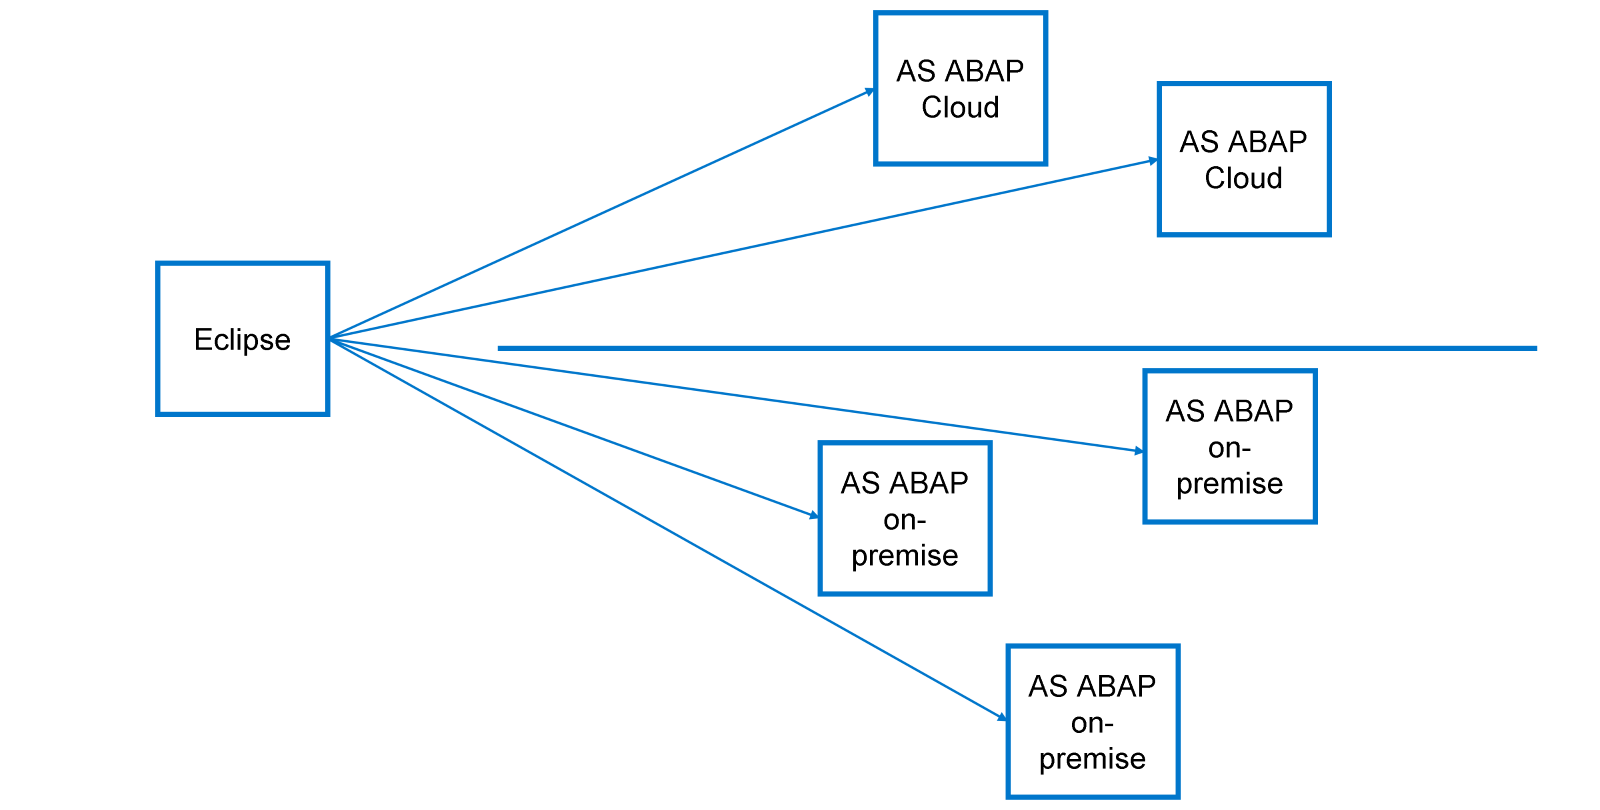 AS ABAP
Cloud
AS ABAP
Cloud
Eclipse
AS ABAP
on-
premise
AS ABAP
on-
premise
AS ABAP
on-
premise